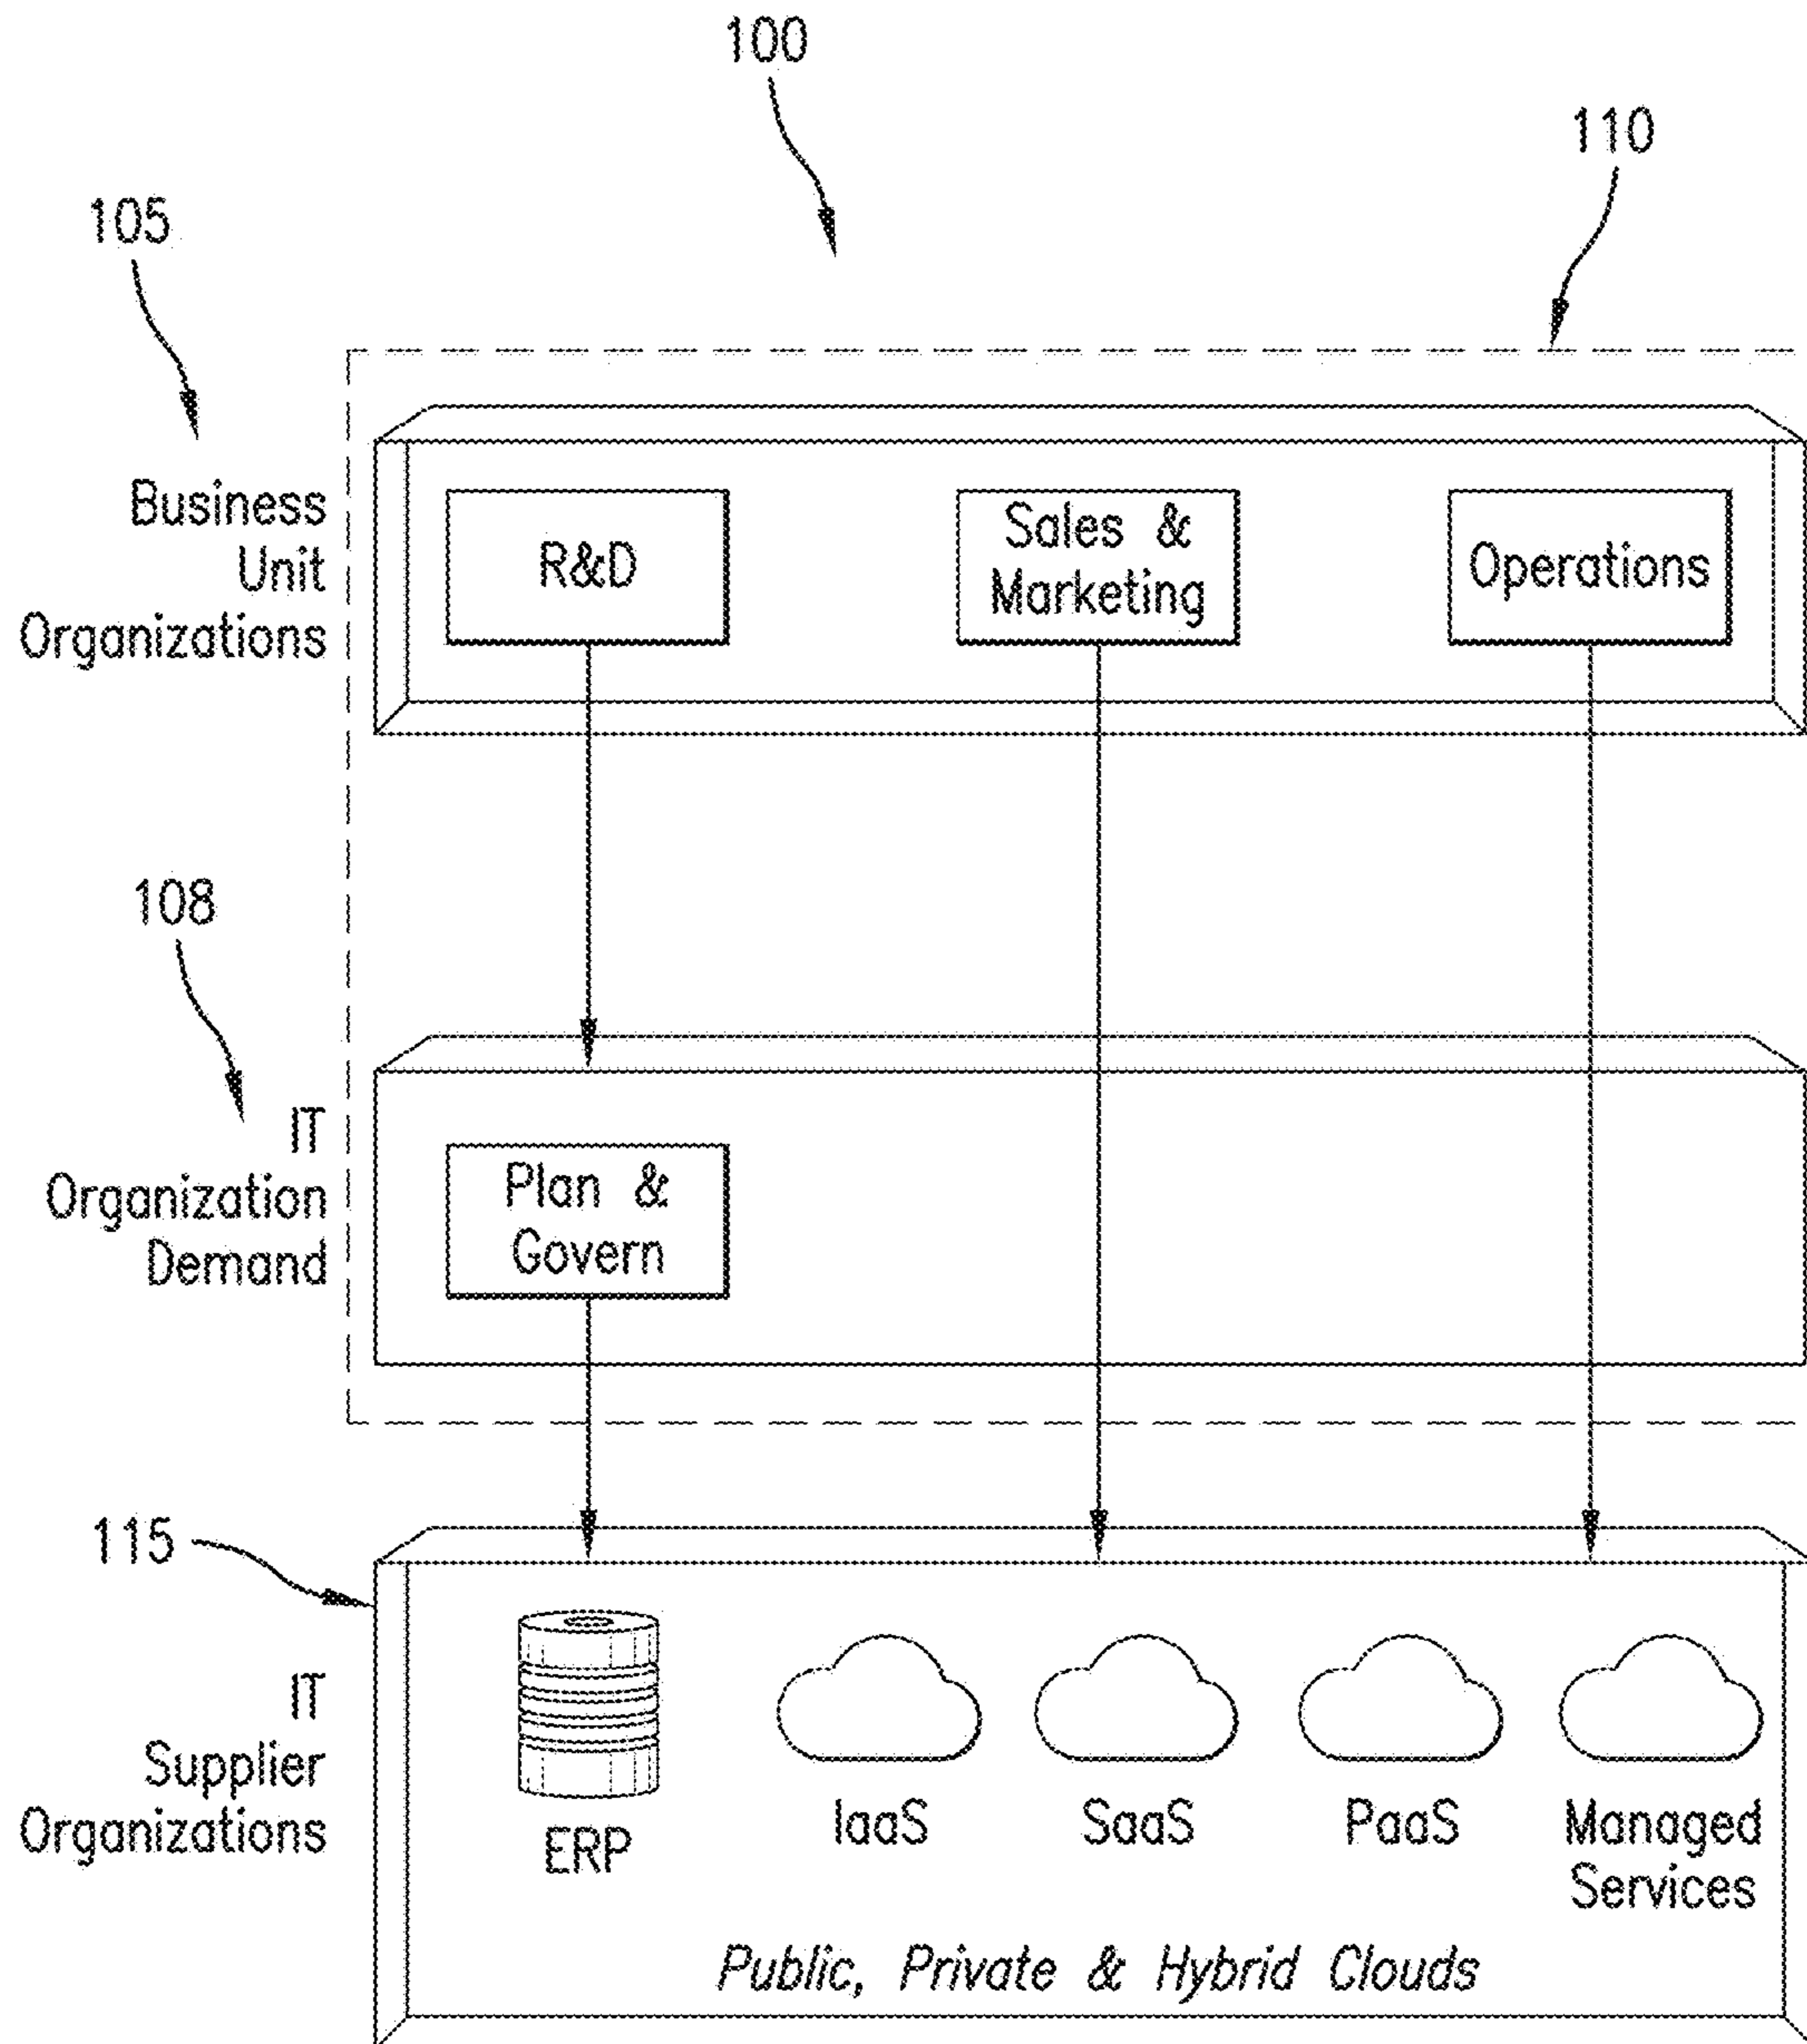 100
110
105
Business
Unit
Organizations
R&D
Sales &
Marketing
Operations
108
IT
Organization
Demand
Plan &
Govern
115
IT
Supplier
Organizations
ERP
IaaS
SaaS
PaaS
Managed
Services
Public, Private & Hybrid Clouds